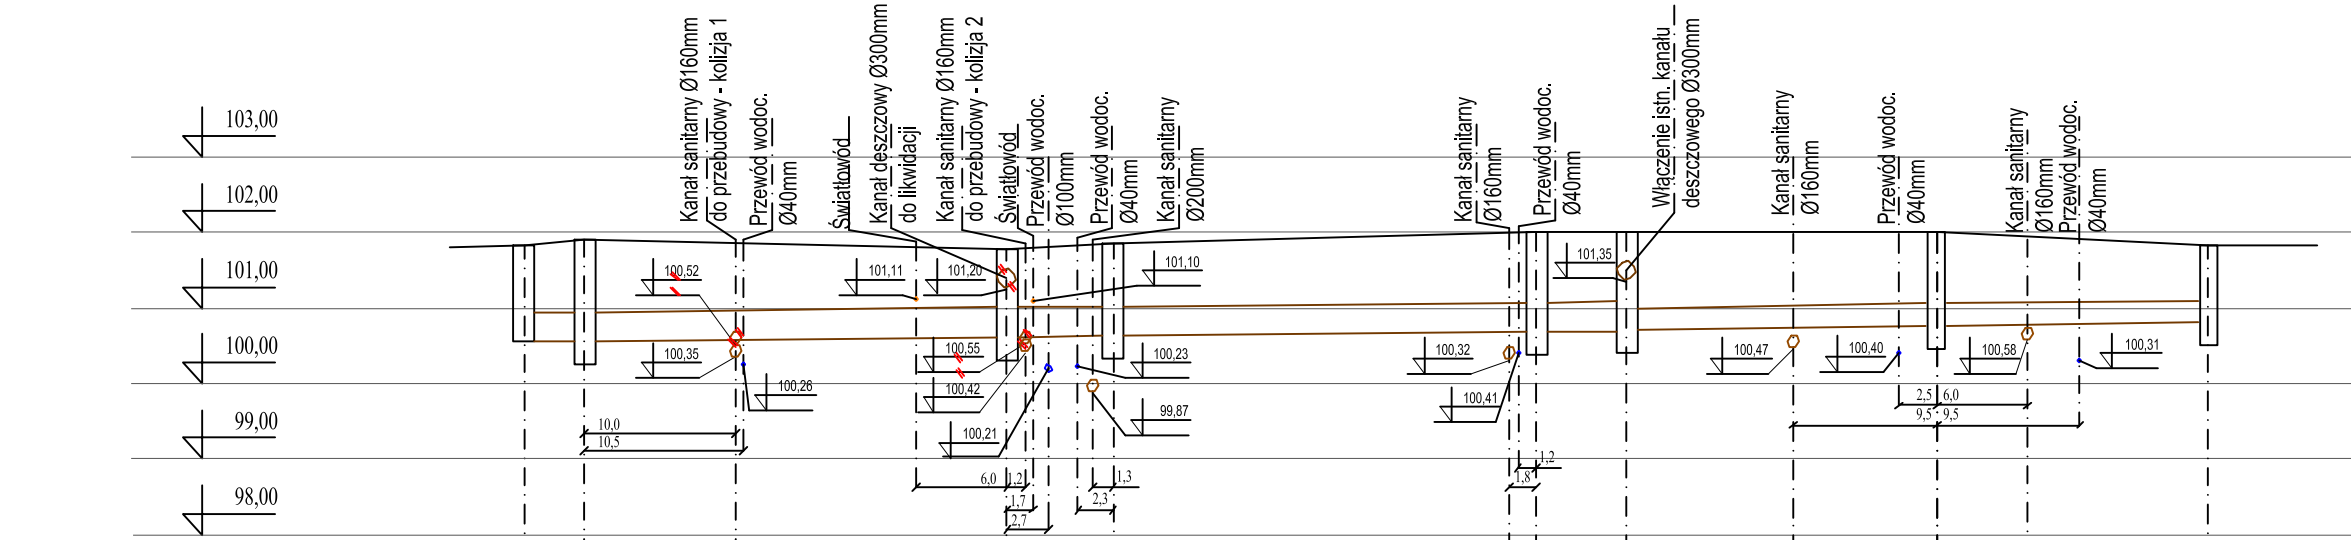 Kanał sanitarny Ø160mm
do przebudowy - kolizja 1
Przewód wodoc.
Ø40mm
Światłowód
Kanał deszczowy Ø300mm
do likwidacji
Kanał sanitarny Ø160mm
do przebudowy - kolizja 2
Światłowód
Przewód wodoc.
Ø100mm
Przewód wodoc.
Ø40mm
Kanał sanitarny
Ø200mm
Kanał sanitarny
Ø160mm
Przewód wodoc.
Ø40mm
Włączenie istn. kanału
deszczowego Ø300mm
Kanał sanitarny
Ø160mm
Przewód wodoc.
Ø40mm
Kanał sanitarny
Ø160mm
Przewód wodoc.
Ø40mm
103,00
102,00
101,00
100,00
99,00
98,00
100,52
101,11
101,20
101,10
101,35
100,35
100,26
100,55
100,42
100,21
100,23
99,87
100,32
100,41
100,47
100,40
100,58
100,31
10,0
10,5
6,0
1,2
1,7
2,7
1,3
2,3
1,2
1,8
2,5
6,0
9,5
9,5